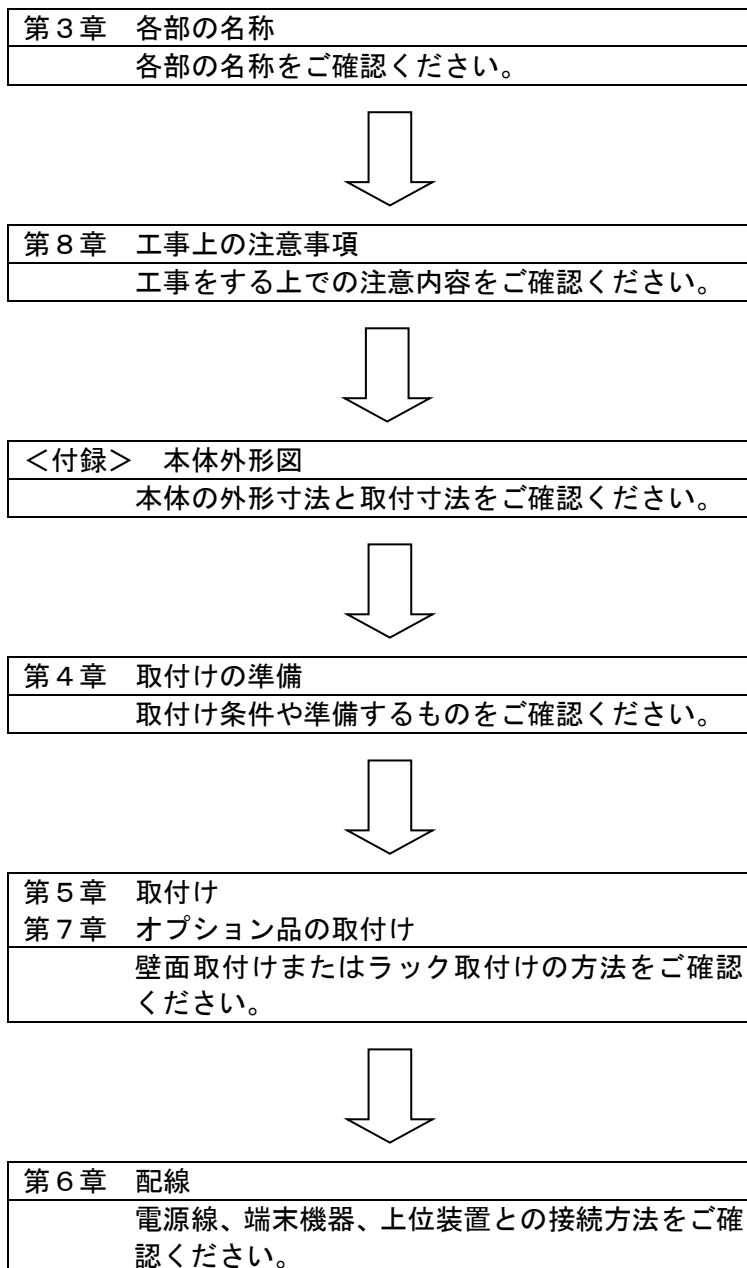 第３章　各部の名称
各部の名称をご確認ください。
第８章　工事上の注意事項
工事をする上での注意内容をご確認ください。
＜付録＞　本体外形図
本体の外形寸法と取付寸法をご確認ください。
第４章　取付けの準備
取付け条件や準備するものをご確認ください。
第５章　取付け
第７章　オプション品の取付け
壁面取付けまたはラック取付けの方法をご確認
ください。
第６章　配線
電源線、端末機器、上位装置との接続方法をご確
認ください。